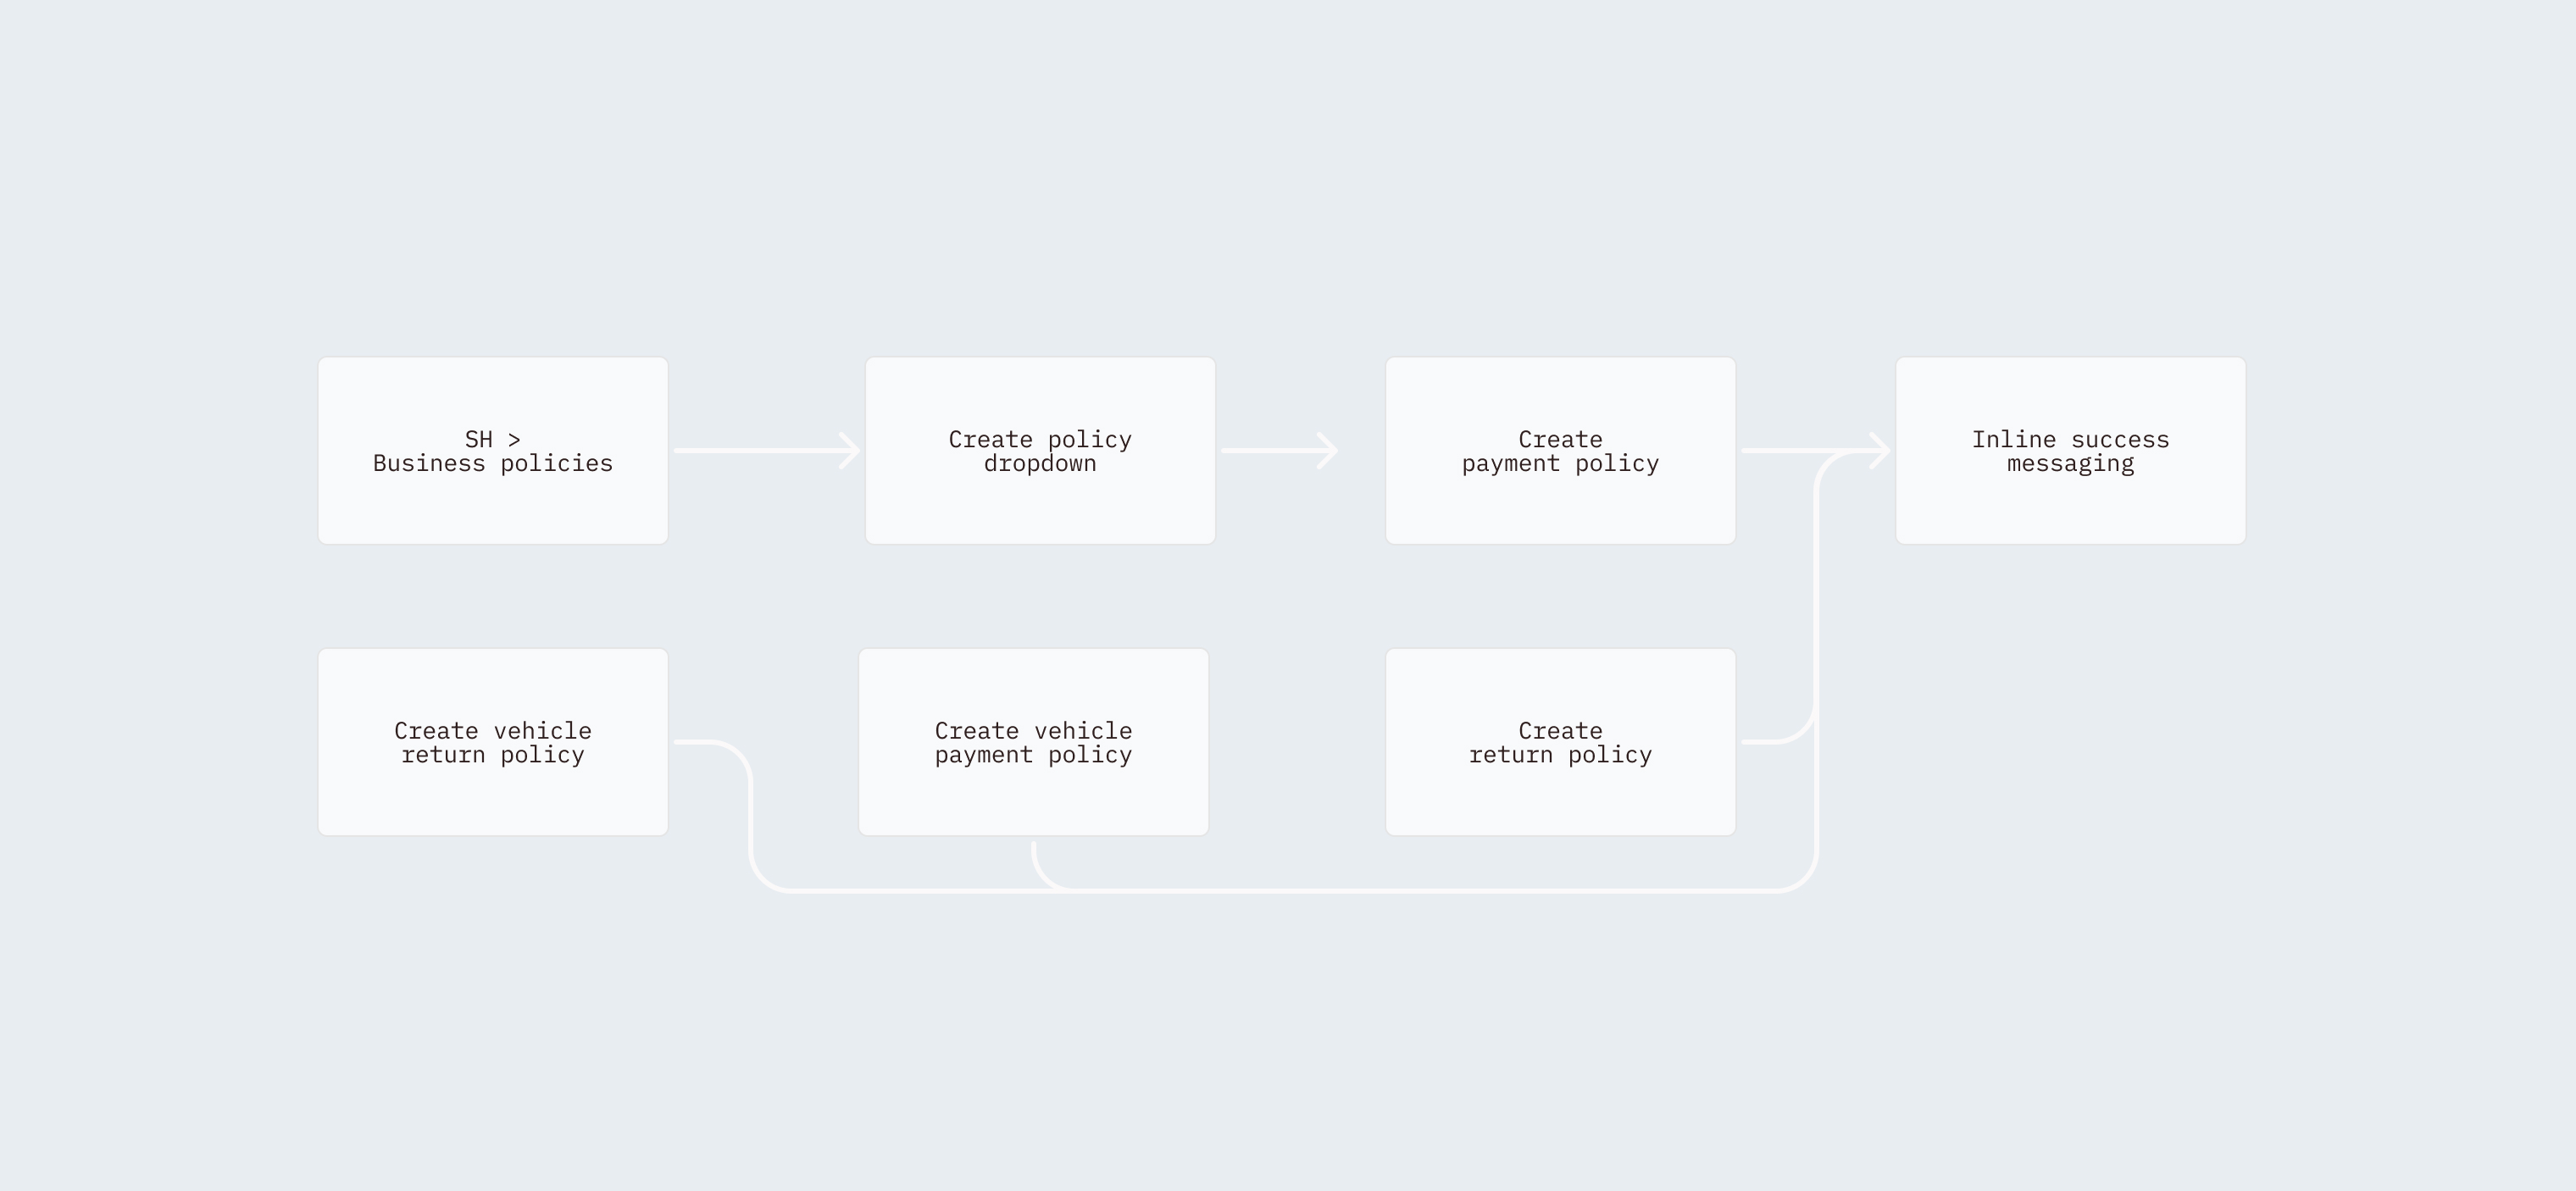 SH >
Business policies
Create policy
dropdown
Create
payment policy
Inline success
messaging
Create vehicle
return policy
Create vehicle
payment policy
Create
return policy